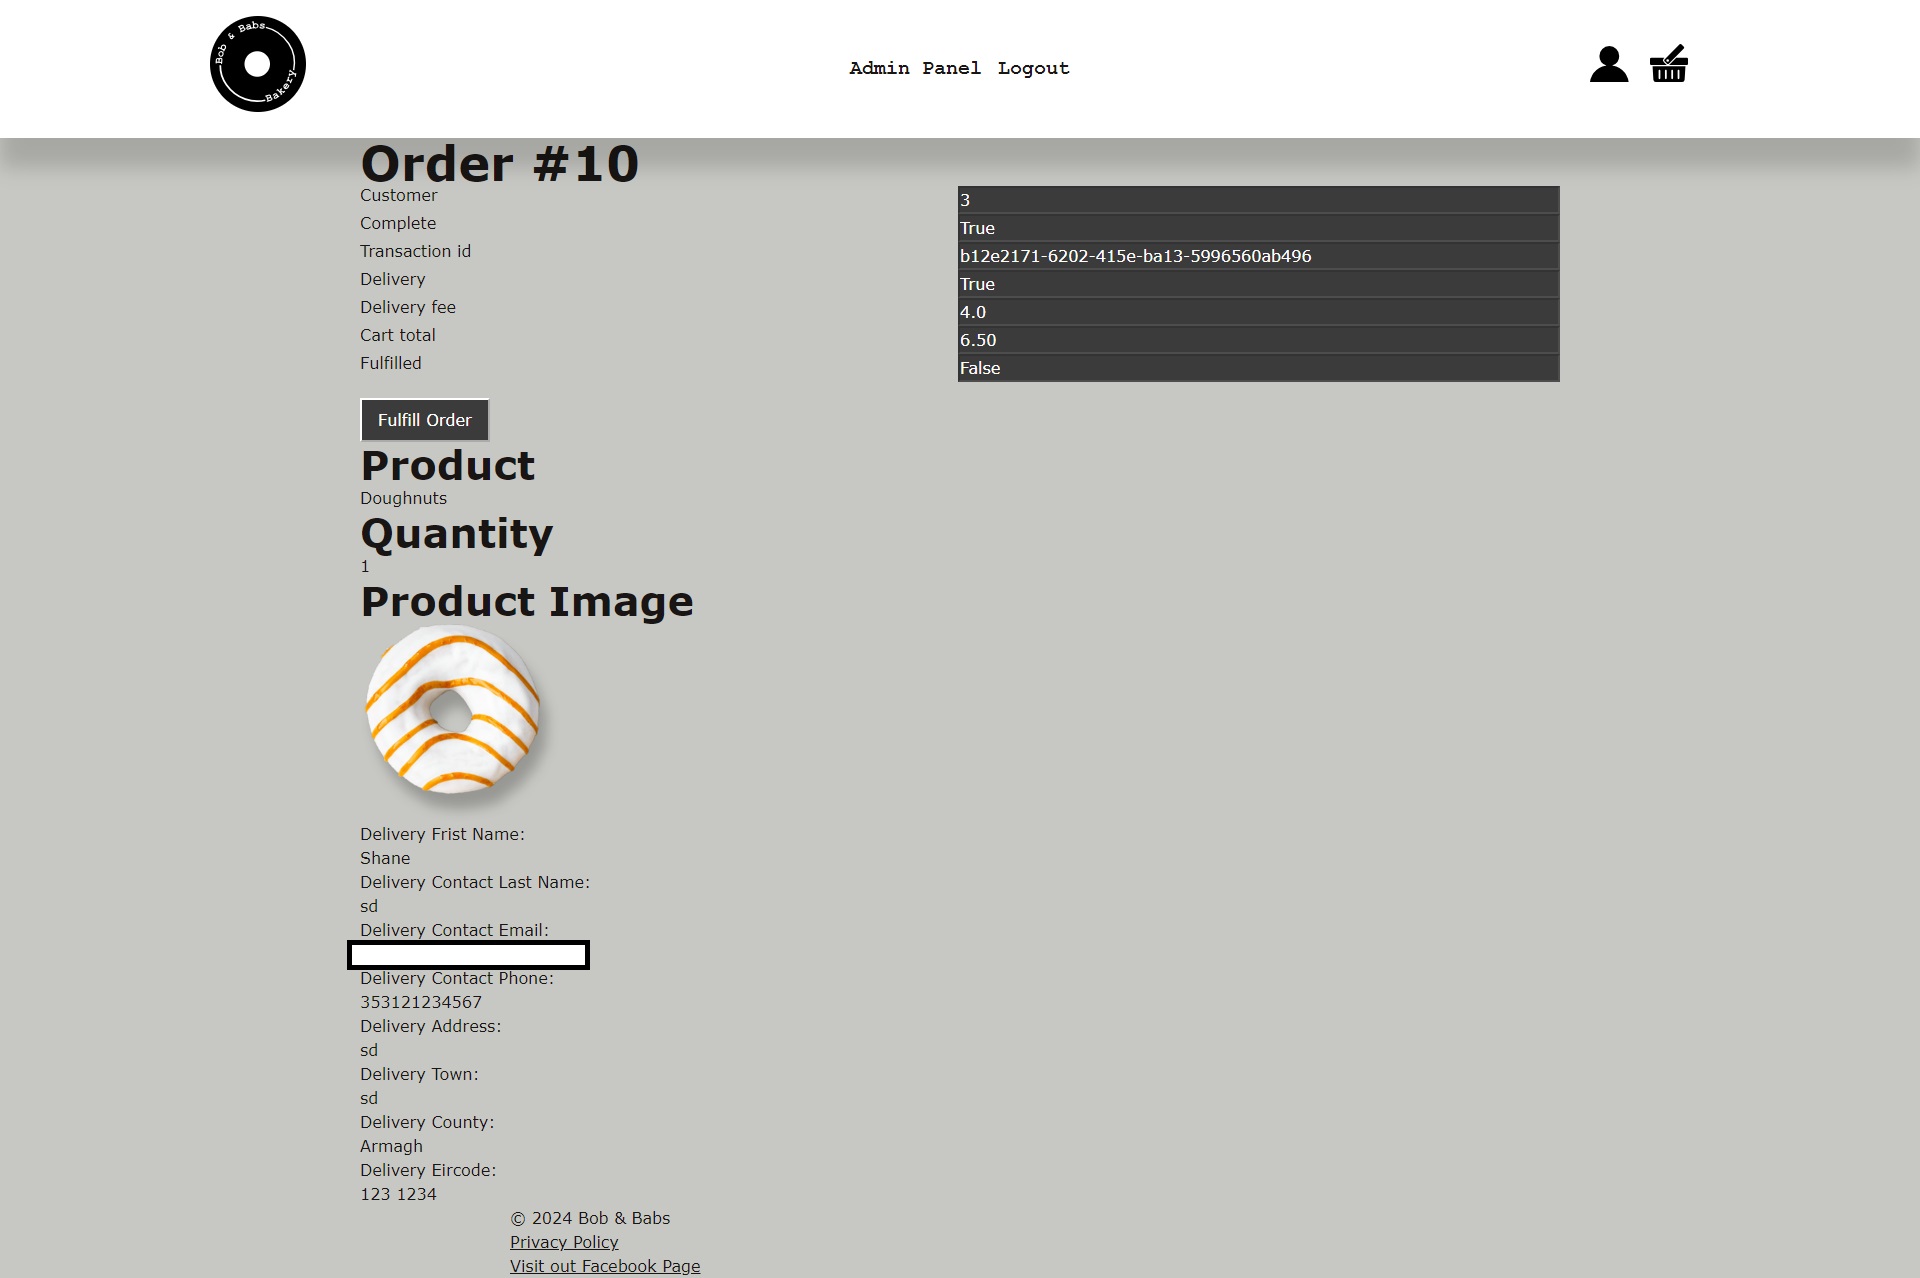 Bob & Babs
Bakery
Admin Panel Logout
Order #10
Customer 3
Complete True
Transaction id b12e2171-6202-415e-ba13-5996560ab496
Delivery True
Delivery fee 4.0
Cart total 6.50
Fulfilled False
Fulfill Order
Product
Doughnuts
Quantity
1
Product Image
Delivery Frist Name:
Shane
Delivery Contact Last Name:
sd
Delivery Contact Email:
Delivery Contact Phone:
353121234567
Delivery Address:
sd
Delivery Town:
sd
Delivery County:
Armagh
Delivery Eircode:
123 1234
© 2024 Bob & Babs
Privacy Policy
Visit out Facebook Page